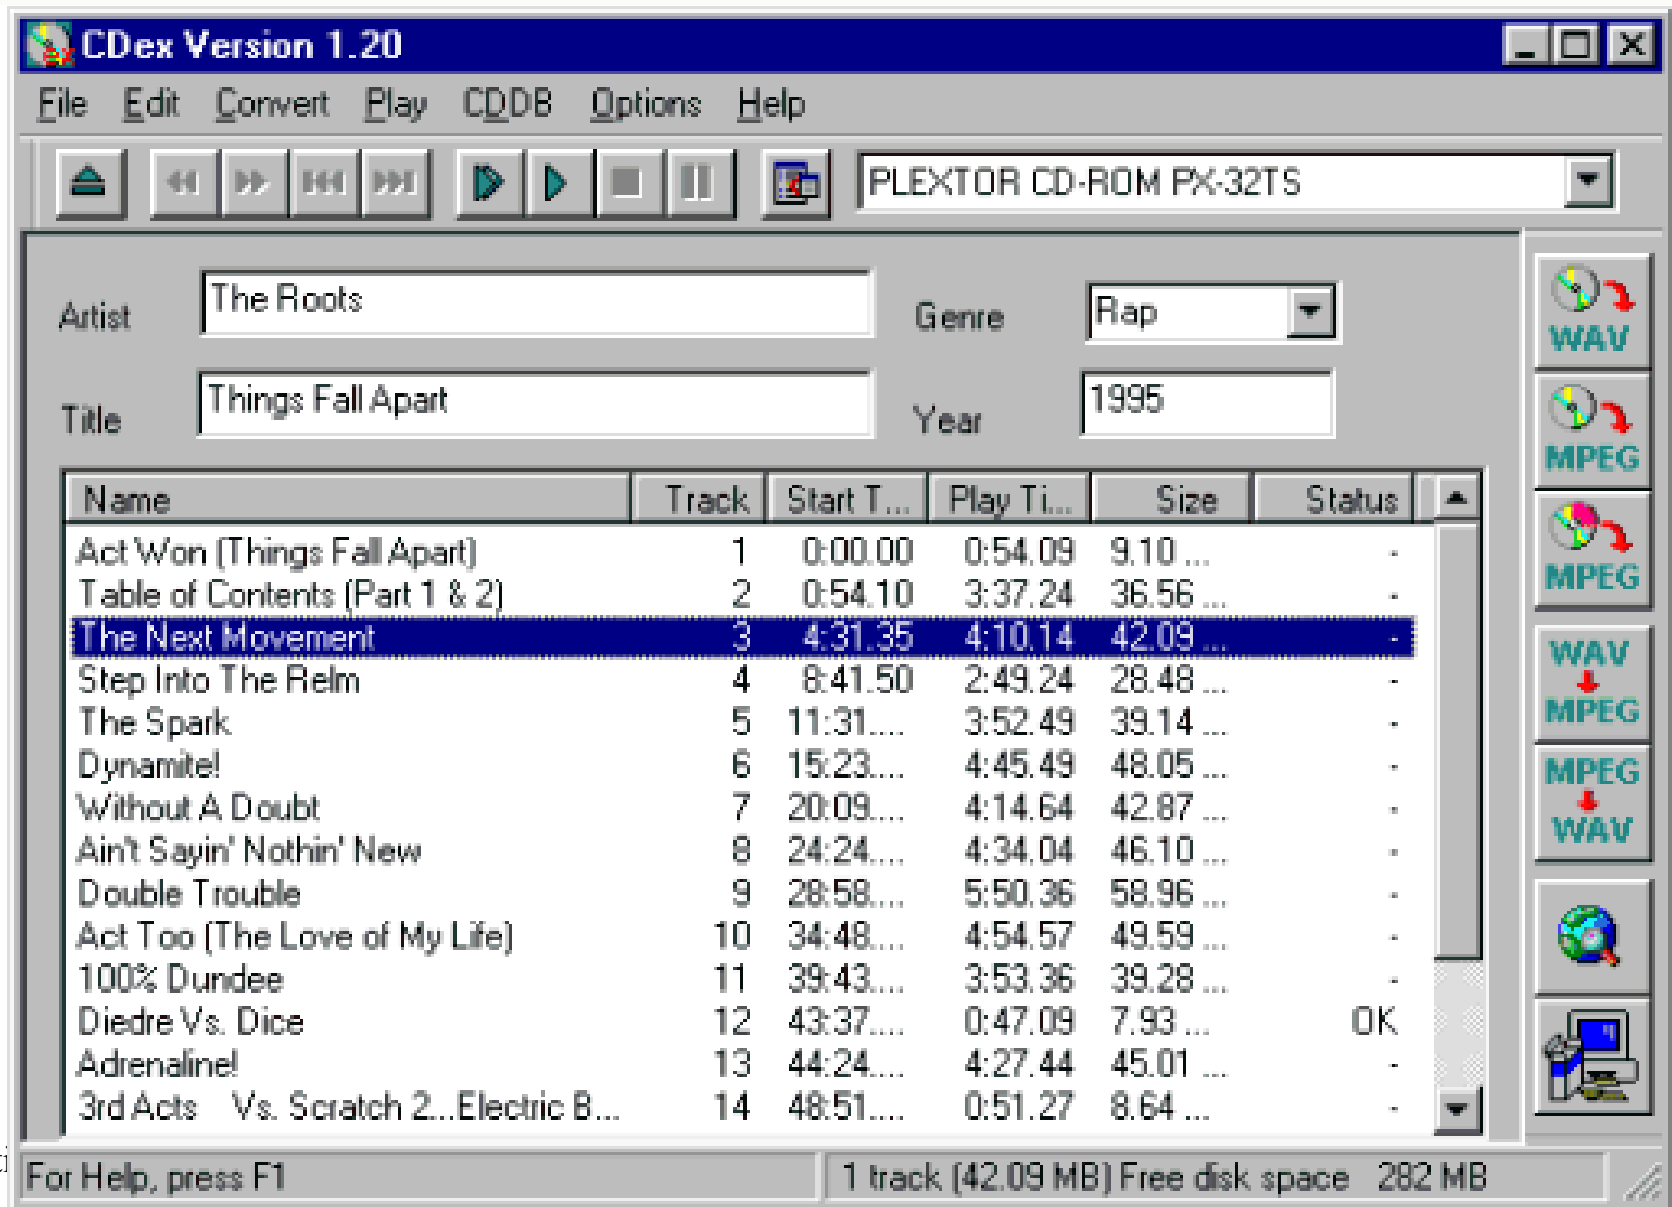 CDex Version 1.20
File Edit Convert Play CDDB Options Help
PLEXTOR CD-ROM PX-32TS
Artist The Roots Genre Rap
WAV
Title Things Fall Apart Year 1995
MPEG
Name Track Start T... Play Ti... Size Status
Act Won (Things Fall Apart) 1 0:00.00 0:54.09 9.10 ... -
MPEG
Table of Contents (Part 1 & 2) 2 0:54.10 3:37.24 36.56 ... -
The Next Movement 3 4:31.35 4:10.14 42.09 ... -
WAV
Step Into The Relm 4 8:41.50 2:49.24 28.48 ... -
MPEG
The Spark 5 11:31.... 3:52.49 39.14 ... -
Dynamite! 6 15:23.... 4:45.49 48.05 ... -
MPEG
Without A Doubt 7 20:09.... 4:14.64 42.87 ... -
WAV
Ain't Sayin' Nothin' New 8 24:24.... 4:34.04 46.10 ... -
Double Trouble 9 28:58.... 5:50.36 58.96 ... -
Act Too (The Love of My Life) 10 34:48.... 4:54.57 49.59 ... -
100% Dundee 11 39:43.... 3:53.36 39.28 ... -
Diedre Vs. Dice 12 43:37.... 0:47.09 7.93 ... OK
Adrenaline! 13 44:24.... 4:27.44 45.01 ... -
3rd Acts Vs. Scratch 2...Electric B... 14 48:51.... 0:51.27 8.64 ... -
For Help, press F1 1 track (42.09 MB) Free disk space 282 MB